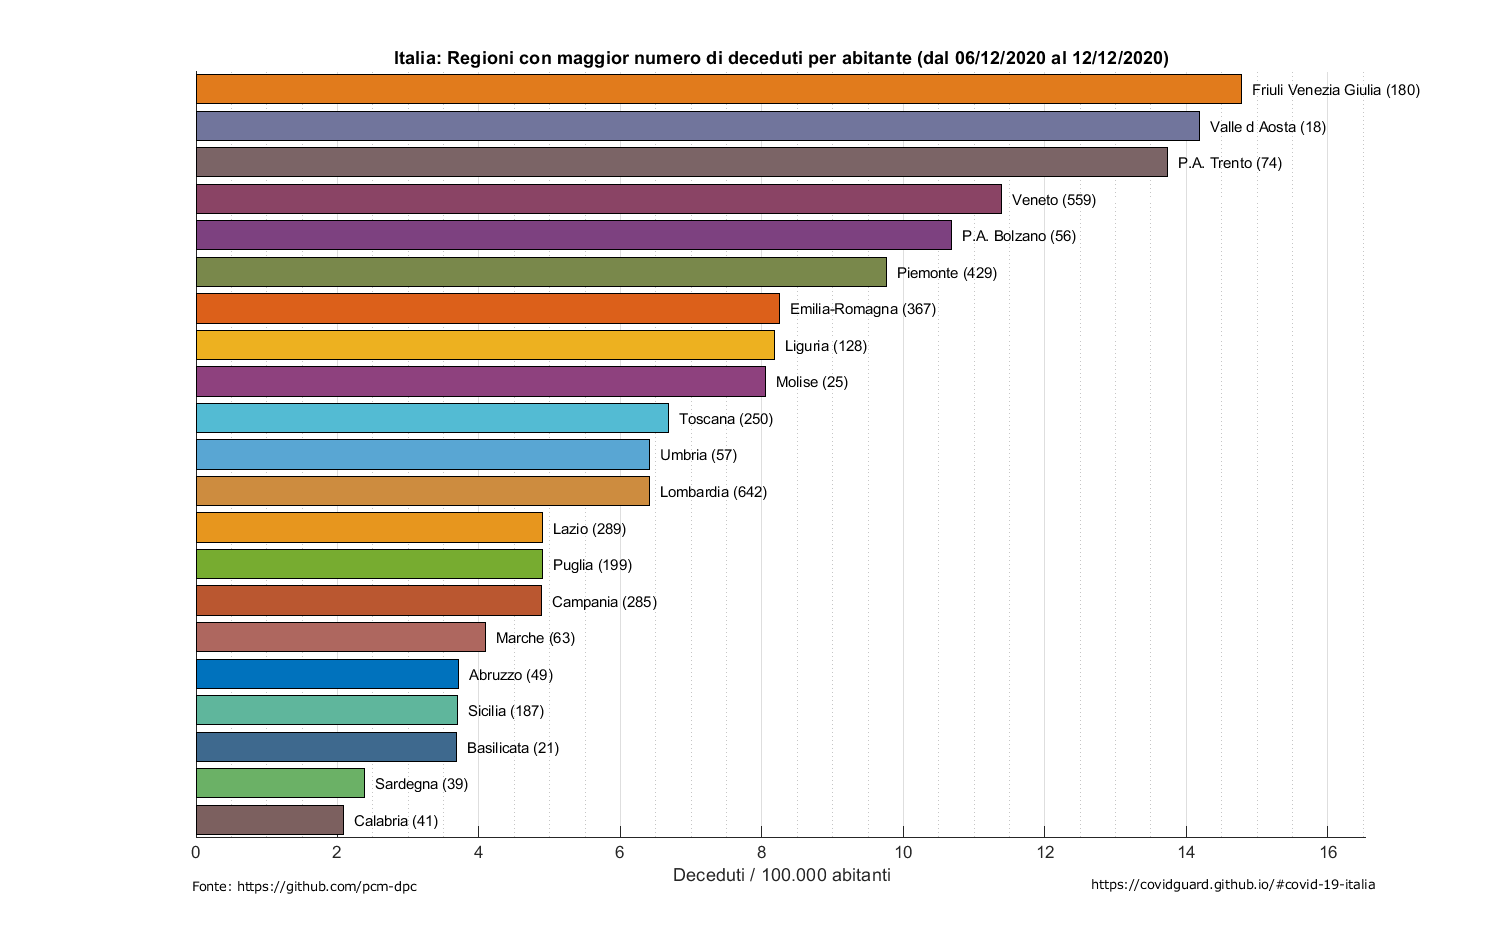 Italia: Regioni con maggior numero di deceduti per abitante (dal 06/12/2020 al 12/12/2020)
Friuli Venezia Giulia (180)
Valle d Aosta (18)
P.A. Trento (74)
Veneto (559)
P.A. Bolzano (56)
Piemonte (429)
Emilia-Romagna (367)
Liguria (128)
Molise (25)
Toscana (250)
Umbria (57)
Lombardia (642)
Lazio (289)
Puglia (199)
Campania (285)
Marche (63)
Abruzzo (49)
Sicilia (187)
Basilicata (21)
Sardegna (39)
Calabria (41)
0 2 4 6 8 10 12 14 16
Deceduti / 100.000 abitanti
Fonte: https://github.com/pcm-dpc
https://covidguard.github.io/#covid-19-italia